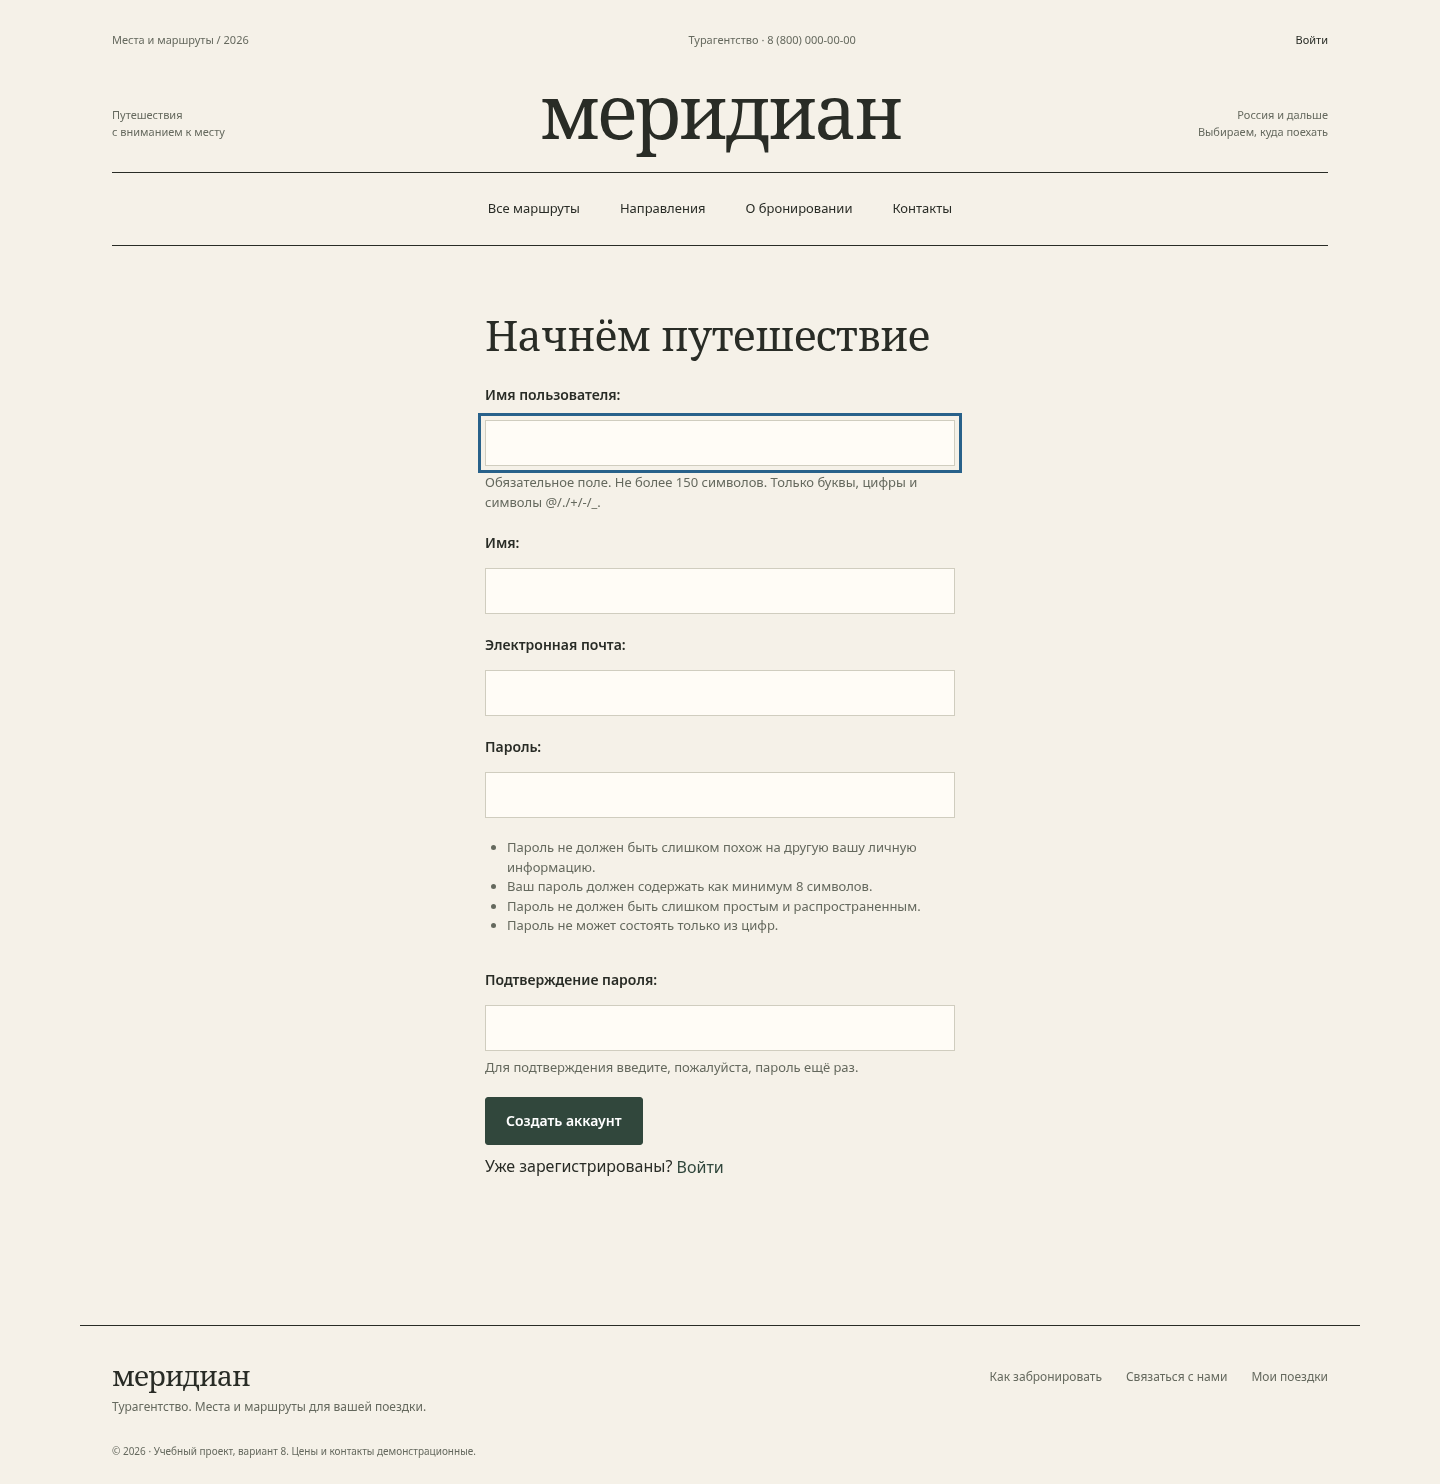 Места и маршруты / 2026
Турагентство · 8 (800) 000-00-00
Войти
Путешествия
с вниманием к месту
меридиан
Россия и дальше
Выбираем, куда поехать
Все маршруты
Направления
О бронировании
Контакты
Начнём путешествие
Имя пользователя:
Обязательное поле. Не более 150 символов. Только буквы, цифры и
символы @/./+/-/_.
Имя:
Электронная почта:
Пароль:
Пароль не должен быть слишком похож на другую вашу личную
информацию.
Ваш пароль должен содержать как минимум 8 символов.
Пароль не должен быть слишком простым и распространенным.
Пароль не может состоять только из цифр.
Подтверждение пароля:
Для подтверждения введите, пожалуйста, пароль ещё раз.
Создать аккаунт
Уже зарегистрированы? Войти
меридиан
Как забронировать
Связаться с нами
Мои поездки
Турагентство. Места и маршруты для вашей поездки.
© 2026 · Учебный проект, вариант 8. Цены и контакты демонстрационные.